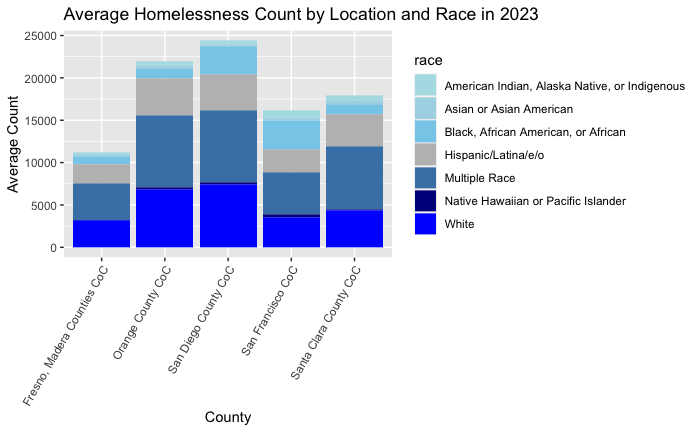 Average Homelessness Count by Location and Race in 2023
25000
20000
15000
10000
5000
0
Average Count
Fresno, Madera Counties CoC
Orange County CoC
San Diego County CoC
San Francisco CoC
Santa Clara County CoC
County
race
American Indian, Alaska Native, or Indigenous
Asian or Asian American
Black, African American, or African
Hispanic/Latina/e/o
Multiple Race
Native Hawaiian or Pacific Islander
White